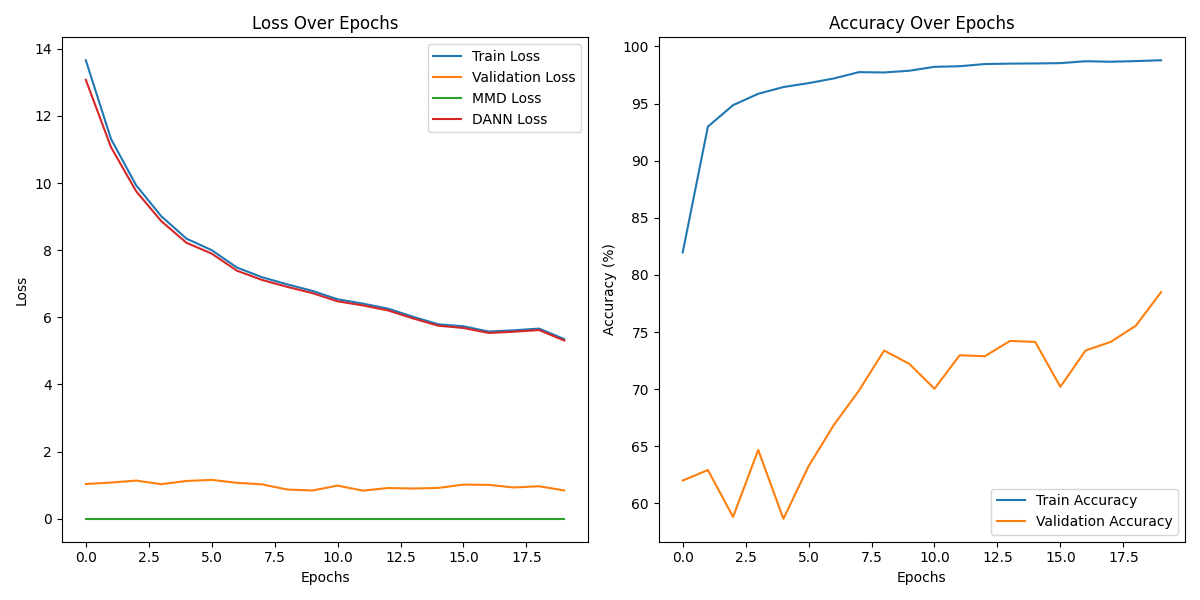 Loss Over Epochs
14
12
10
8
6
4
2
0
Loss
0.0 2.5 5.0 7.5 10.0 12.5 15.0 17.5
Epochs
Train Loss
Validation Loss
MMD Loss
DANN Loss
Accuracy Over Epochs
100
95
90
85
80
75
70
65
60
Accuracy (%)
0.0 2.5 5.0 7.5 10.0 12.5 15.0 17.5
Epochs
Train Accuracy
Validation Accuracy